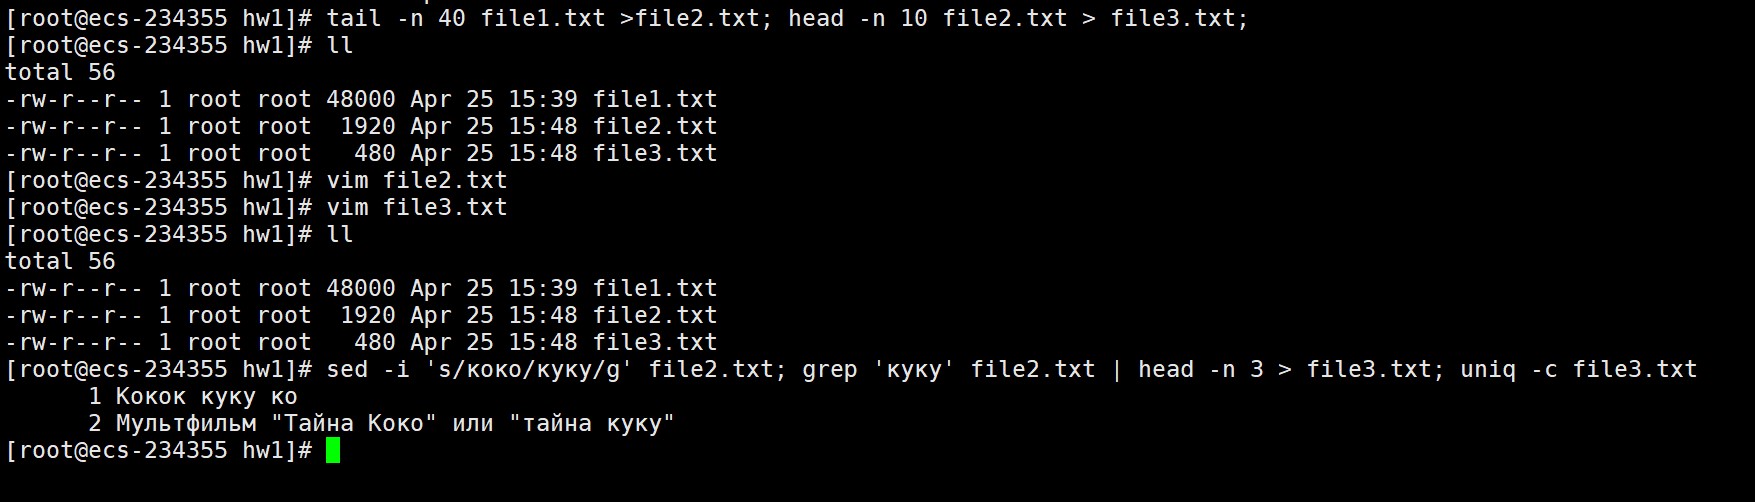 [root@ecs-234355 hw1]# tail -n 40 file1.txt >file2.txt; head -n 10 file2.txt > file3.txt;
[root@ecs-234355 hw1]# ll
total 56
-rw-r--r-- 1 root root 48000 Apr 25 15:39 file1.txt
-rw-r--r-- 1 root root  1920 Apr 25 15:48 file2.txt
-rw-r--r-- 1 root root   480 Apr 25 15:48 file3.txt
[root@ecs-234355 hw1]# vim file2.txt
[root@ecs-234355 hw1]# vim file3.txt
[root@ecs-234355 hw1]# ll
total 56
-rw-r--r-- 1 root root 48000 Apr 25 15:39 file1.txt
-rw-r--r-- 1 root root  1920 Apr 25 15:48 file2.txt
-rw-r--r-- 1 root root   480 Apr 25 15:48 file3.txt
[root@ecs-234355 hw1]# sed -i 's/коко/куку/g' file2.txt; grep 'куку' file2.txt | head -n 3 > file3.txt; uniq -c file3.txt
      1 Кокок куку ко
      2 Мультфильм "Тайна Коко" или "тайна куку"
[root@ecs-234355 hw1]#